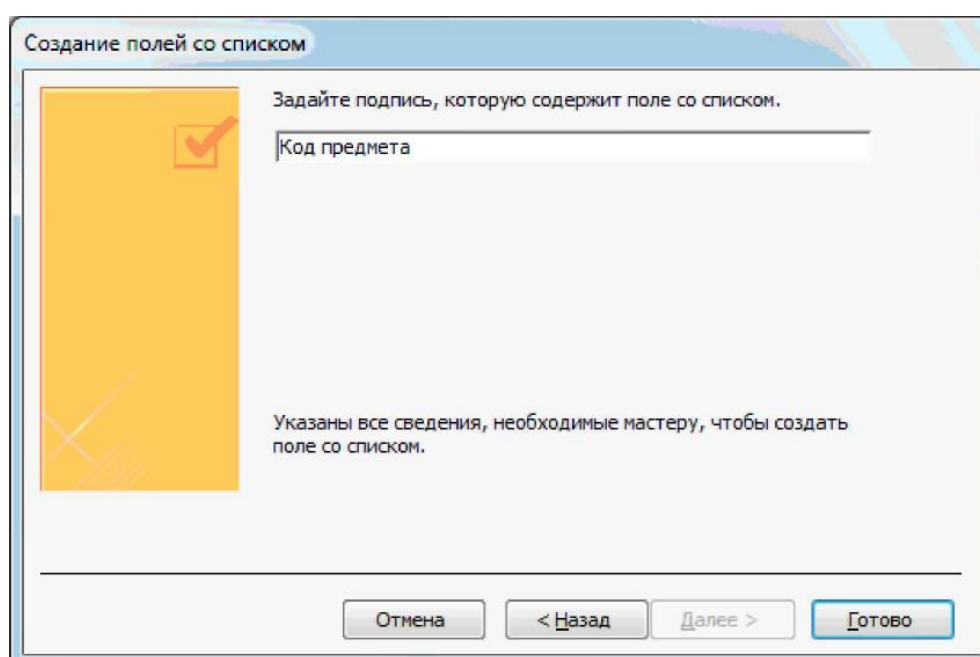 Создание полей со списком
Задайте подпись, которую содержит поле со списком.
Код предмета
Указаны все сведения, необходимые мастеру, чтобы создать
поле со списком.
Отмена
< Назад
Далее >
Готово